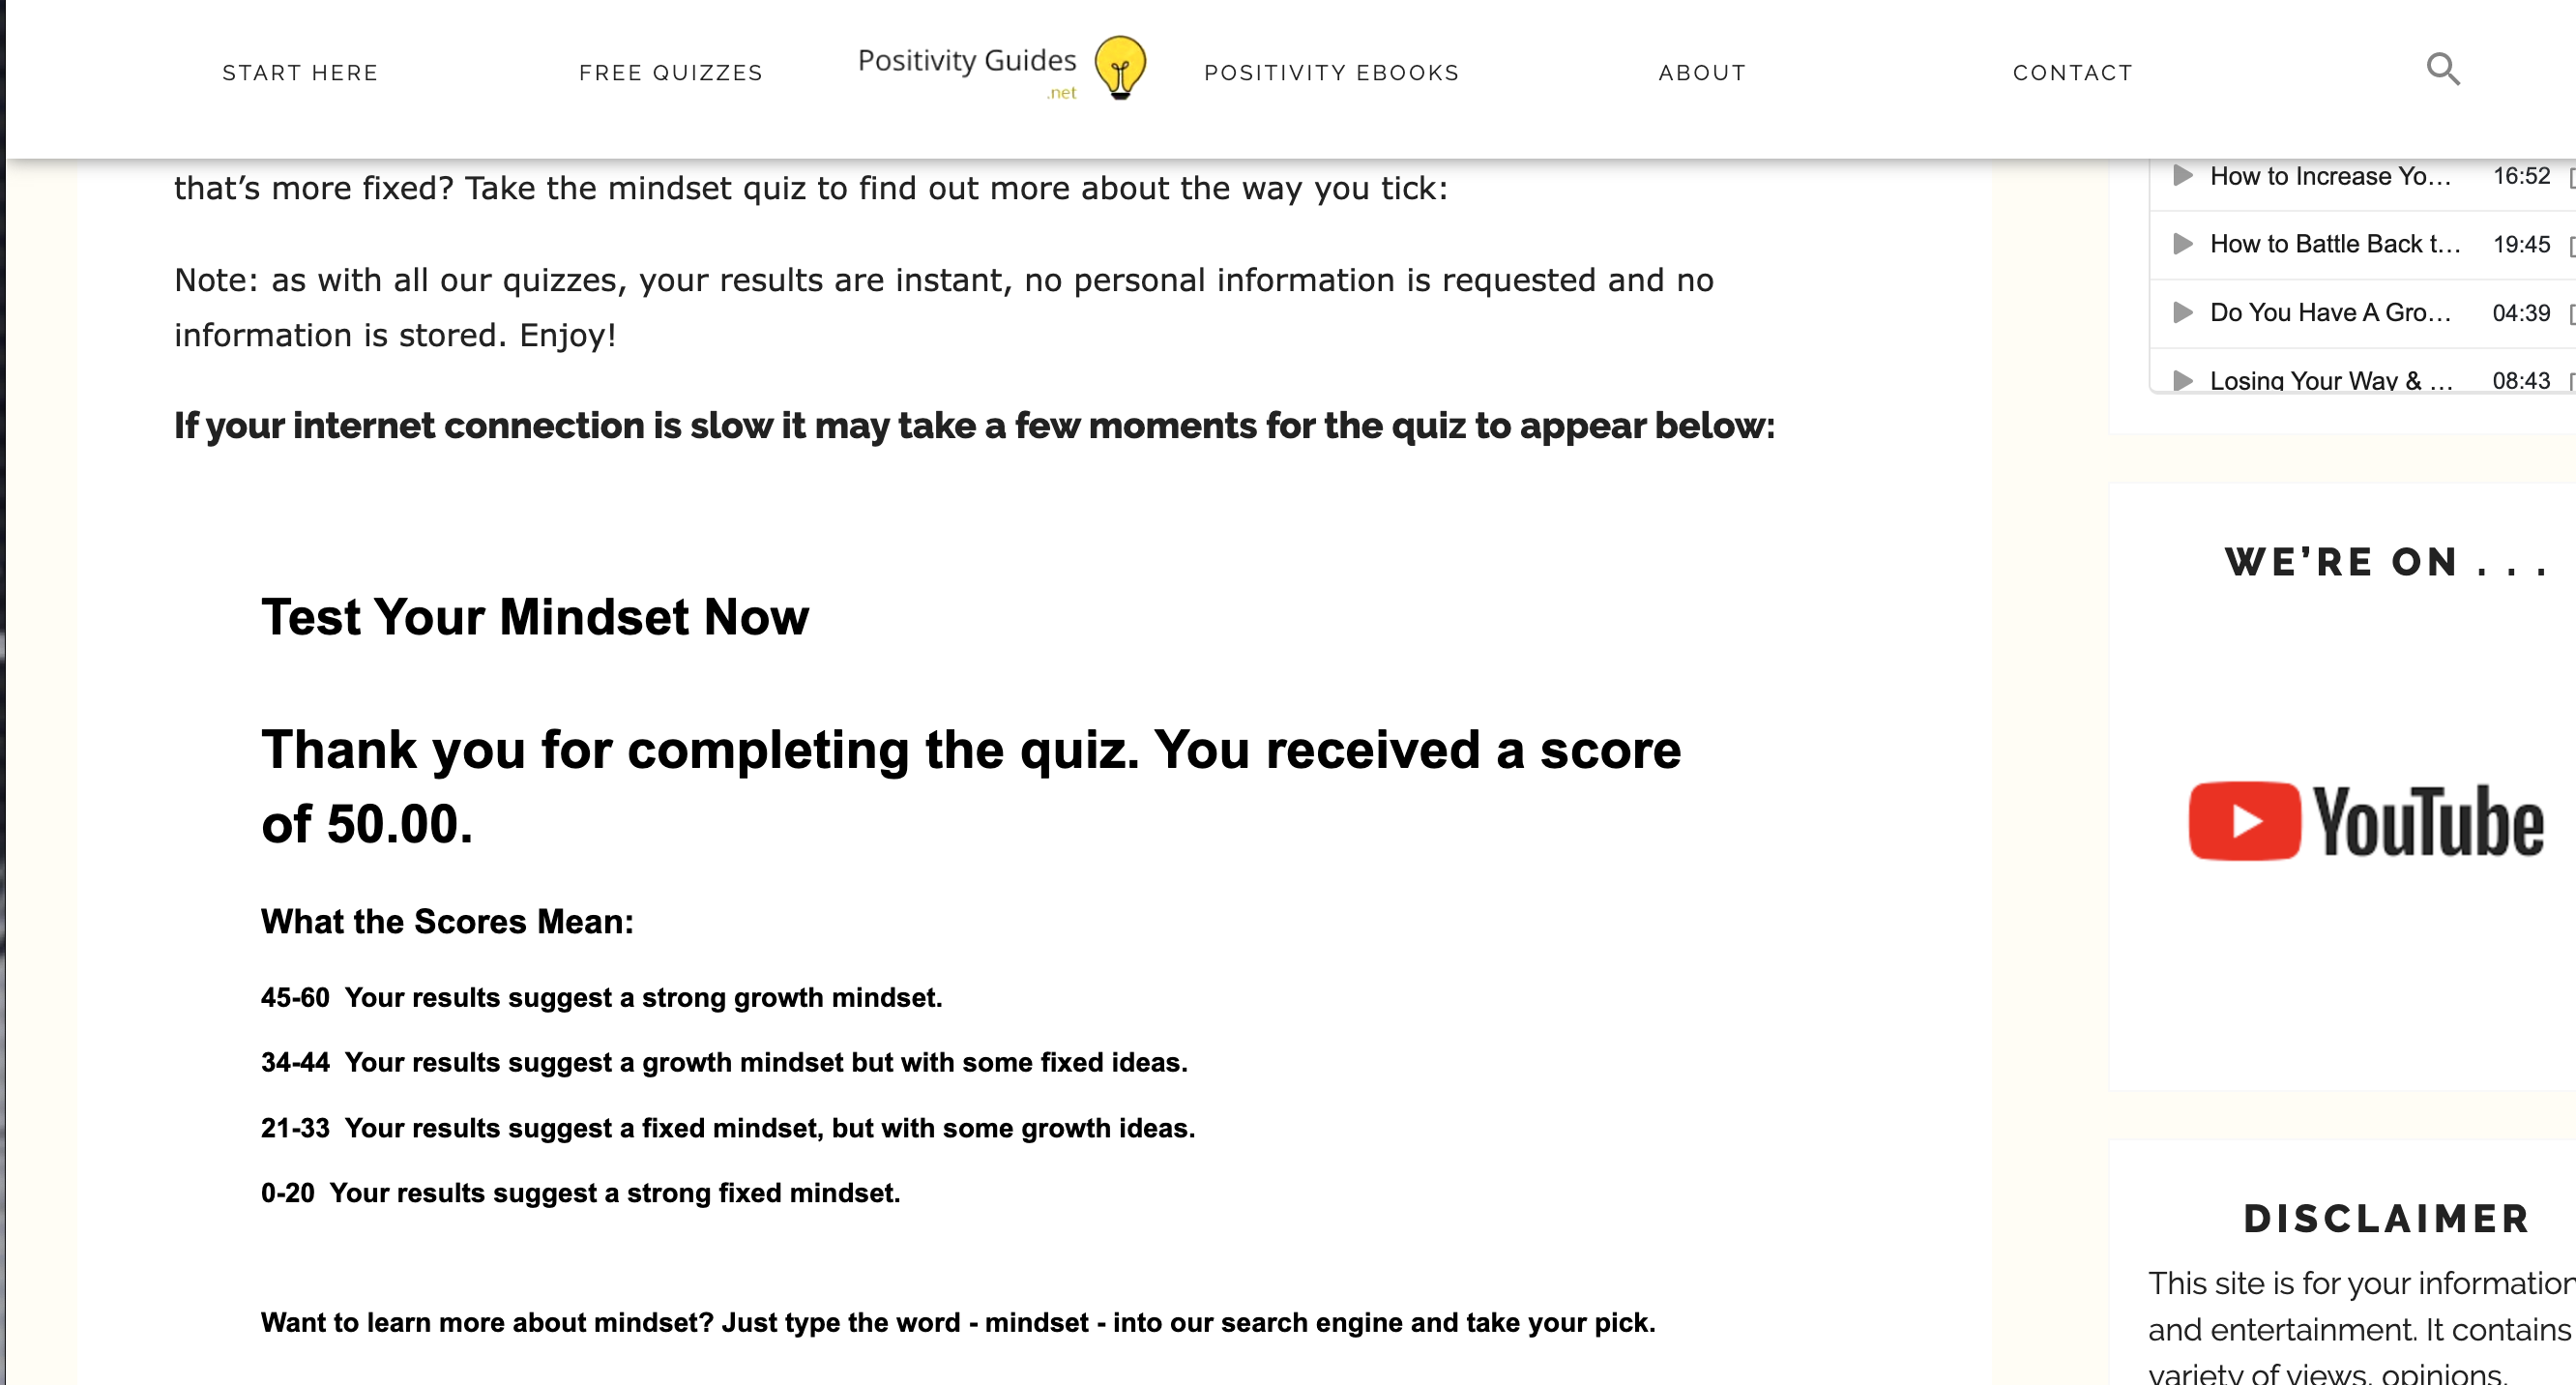 START HERE
FREE QUIZZES
Positivity Guides
.net
POSITIVITY EBOOKS
ABOUT
CONTACT
that’s more fixed? Take the mindset quiz to find out more about the way you tick:
Note: as with all our quizzes, your results are instant, no personal information is requested and no
information is stored. Enjoy!
If your internet connection is slow it may take a few moments for the quiz to appear below:
Test Your Mindset Now
Thank you for completing the quiz. You received a score
of 50.00.
What the Scores Mean:
45-60 Your results suggest a strong growth mindset.
34-44 Your results suggest a growth mindset but with some fixed ideas.
21-33 Your results suggest a fixed mindset, but with some growth ideas.
0-20 Your results suggest a strong fixed mindset.
Want to learn more about mindset? Just type the word - mindset - into our search engine and take your pick.
How to Increase Yo... 16:52
How to Battle Back t... 19:45
Do You Have A Gro... 04:39
Losing Your Way & ... 08:43
WE’RE ON . . .
YouTube
DISCLAIMER
This site is for your information
and entertainment. It contains
variety of views, opinions,